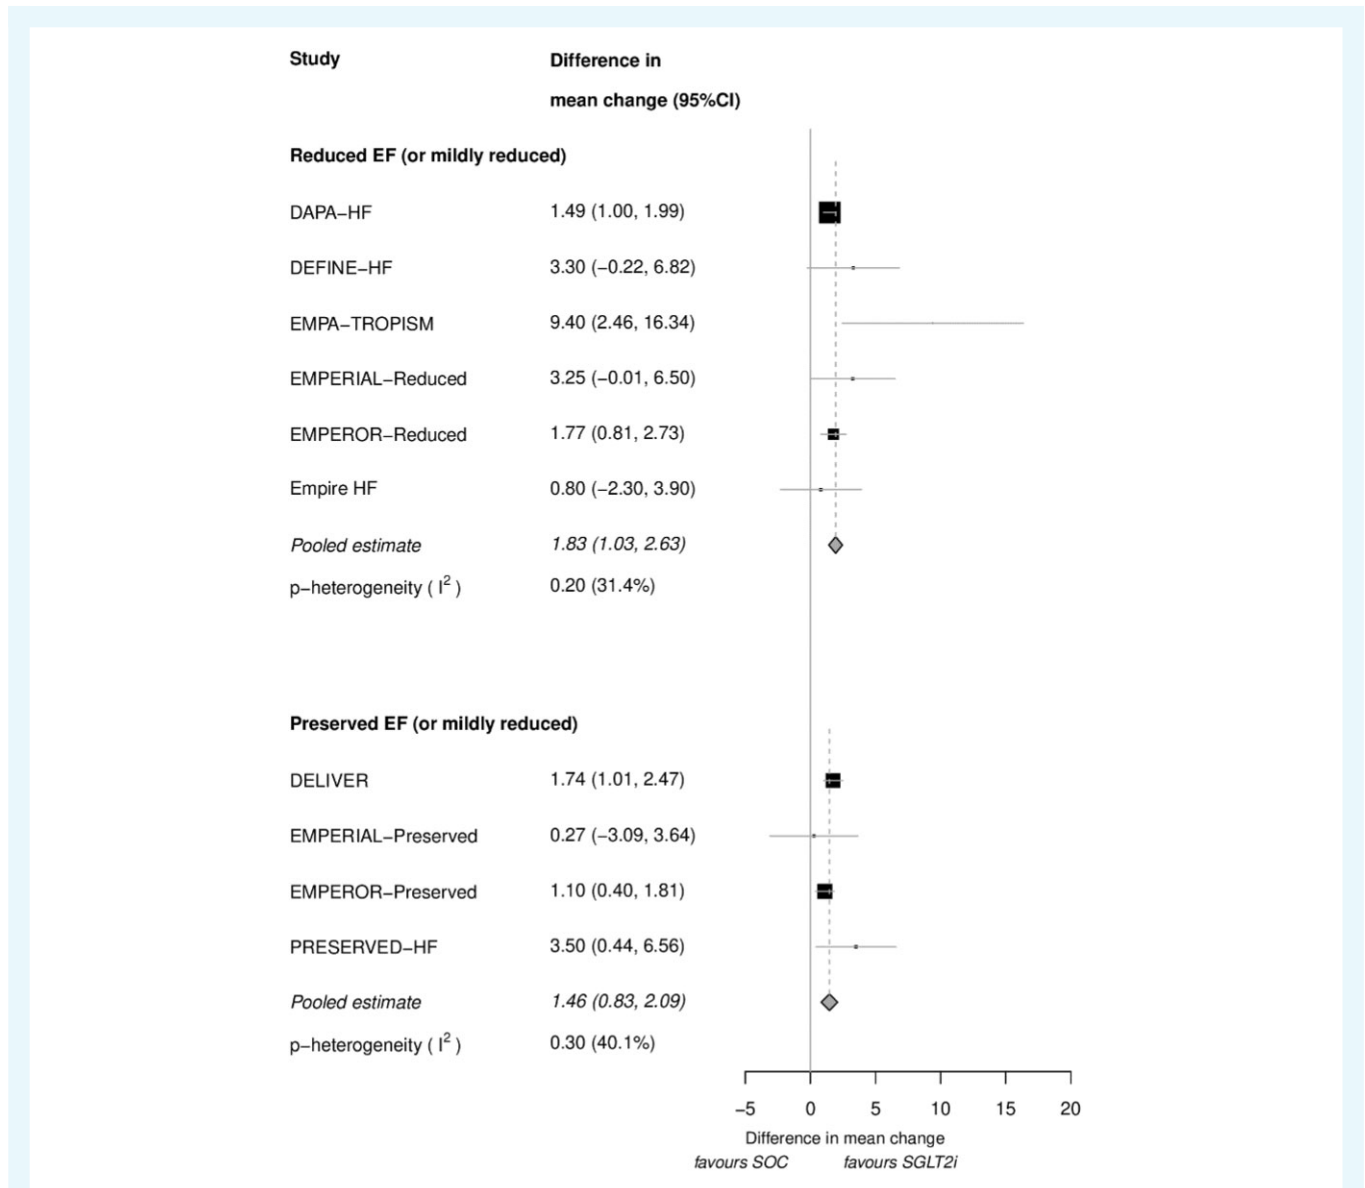 Study Difference in
mean change (95%CI)
Reduced EF (or mildly reduced)
DAPA−HF 1.49 (1.00, 1.99)
DEFINE−HF 3.30 (−0.22, 6.82)
EMPA−TROPISM 9.40 (2.46, 16.34)
EMPERIAL−Reduced 3.25 (−0.01, 6.50)
EMPEROR−Reduced 1.77 (0.81, 2.73)
Empire HF 0.80 (−2.30, 3.90)
Pooled estimate 1.83 (1.03, 2.63)
p−heterogeneity ( I² ) 0.20 (31.4%)
Preserved EF (or mildly reduced)
DELIVER 1.74 (1.01, 2.47)
EMPERIAL−Preserved 0.27 (−3.09, 3.64)
EMPEROR−Preserved 1.10 (0.40, 1.81)
PRESERVED−HF 3.50 (0.44, 6.56)
Pooled estimate 1.46 (0.83, 2.09)
p−heterogeneity ( I² ) 0.30 (40.1%)
−5 0 5 10 15 20
Difference in mean change
favours SOC favours SGLT2i